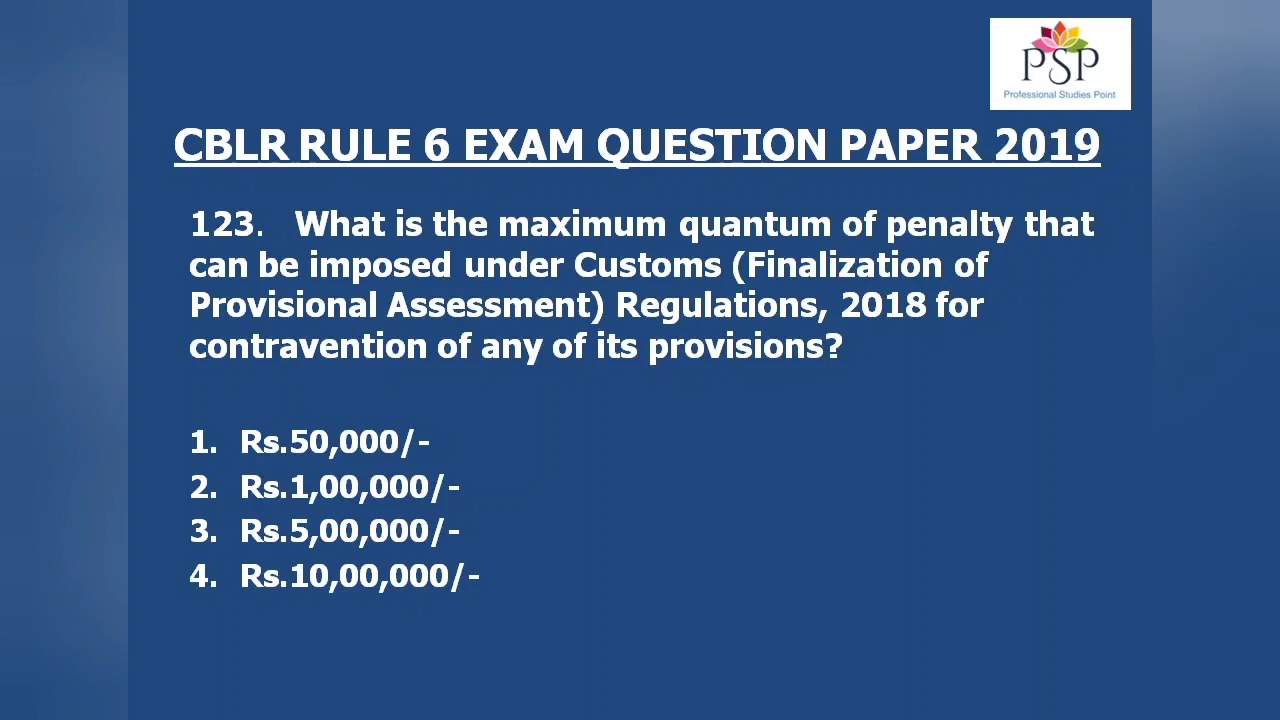 PSP
Professional Studies Point
CBLR RULE 6 EXAM QUESTION PAPER 2019
123. What is the maximum quantum of penalty that
can be imposed under Customs (Finalization of
Provisional Assessment) Regulations, 2018 for
contravention of any of its provisions?
1. Rs.50,000/-
2. Rs.1,00,000/-
3. Rs.5,00,000/-
4. Rs.10,00,000/-